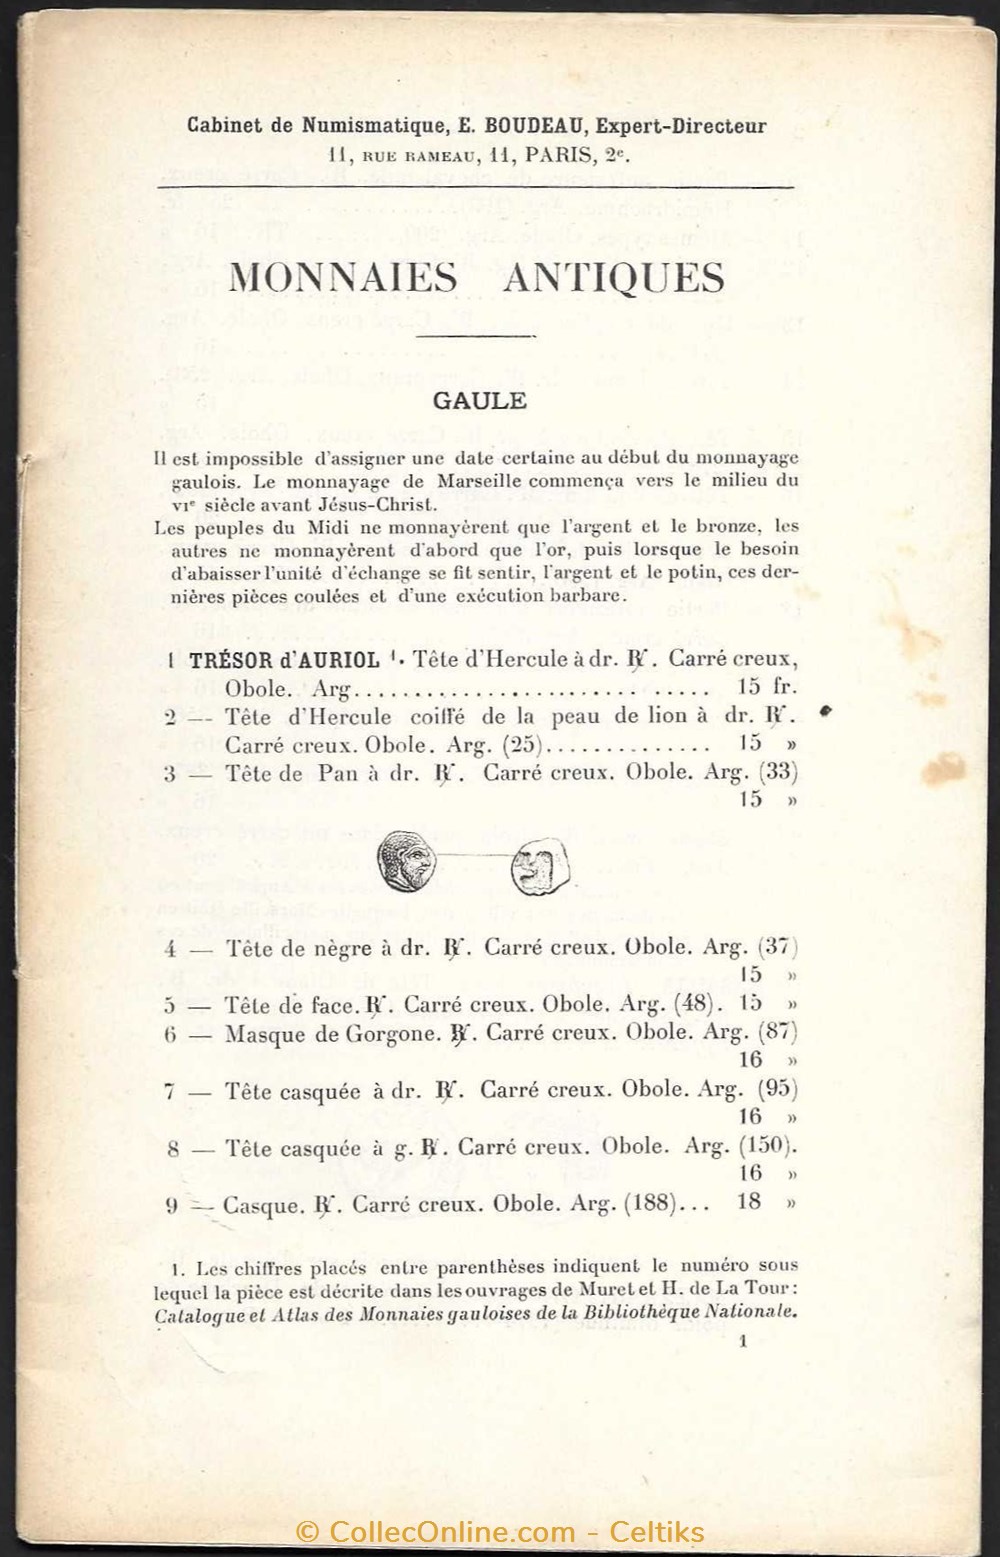 Cabinet de Numismatique, E. BOUDEAU, Expert-Directeur
11, RUE RAMEAU, 11, PARIS, 2e.
MONNAIES ANTIQUES
GAULE
Il est impossible d'assigner une date certaine au début du monnayage
gaulois. Le monnayage de Marseille commença vers le milieu du
VIe siècle avant Jésus-Christ.
Les peuples du Midi ne monnayèrent que l'argent et le bronze, les
autres ne monnayèrent d'abord que l'or, puis lorsque le besoin
d'abaisser l'unité d'échange se fit sentir, l'argent et le potin, ces der-
nières pièces coulées et d'une exécution barbare.
1 TRÉSOR d'AURIOL 1. Tête d'Hercule à dr. ℟. Carré creux,
Obole. Arg.............................. 15 fr.
2 — Tête d'Hercule coiffé de la peau de lion à dr. ℟.
Carré creux. Obole. Arg. (25)............... 15 »
3 — Tête de Pan à dr. ℟. Carré creux. Obole. Arg. (33)
15 »
4 — Tête de nègre à dr. ℟. Carré creux. Obole. Arg. (37)
15 »
5 — Tête de face. ℟. Carré creux. Obole. Arg. (48). 15 »
6 — Masque de Gorgone. ℟. Carré creux. Obole. Arg. (87)
16 »
7 — Tête casquée à dr. ℟. Carré creux. Obole. Arg. (95)
16 »
8 — Tête casquée à g. ℟. Carré creux. Obole. Arg. (150).
16 »
9 — Casque. ℟. Carré creux. Obole. Arg. (188)... 18 »
1. Les chiffres placés entre parenthèses indiquent le numéro sous
lequel la pièce est décrite dans les ouvrages de Muret et H. de La Tour :
Catalogue et Atlas des Monnaies gauloises de la Bibliothèque Nationale.
1
© CollecOnline.com - Celtiks